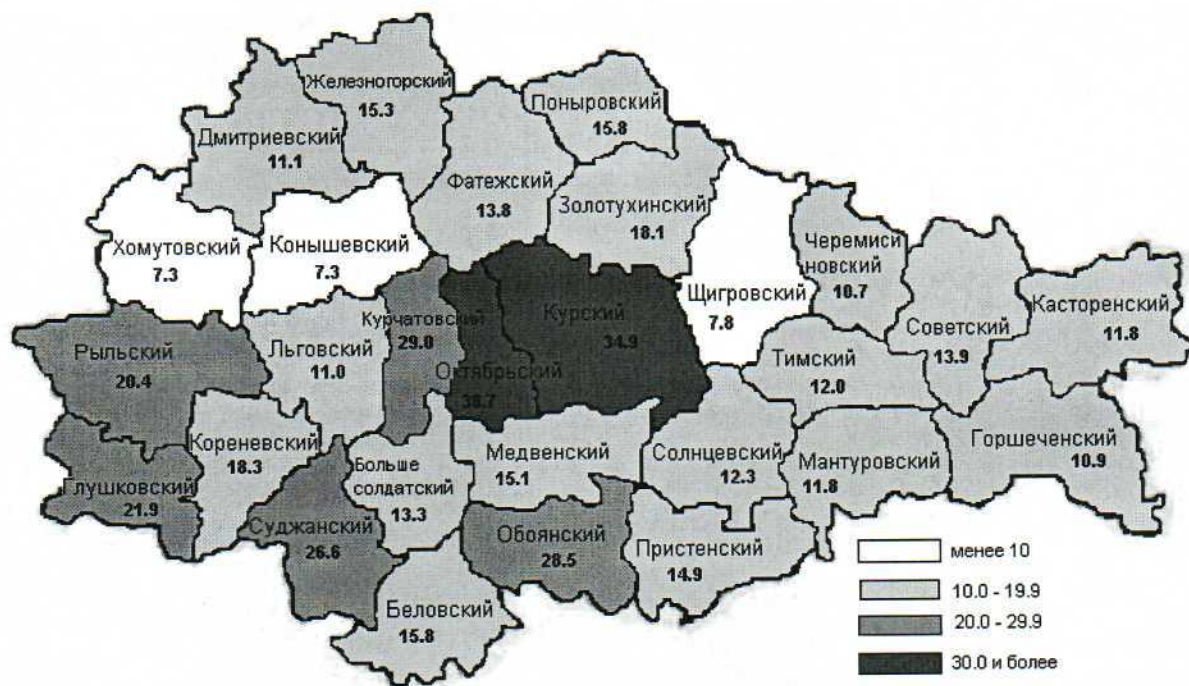 Железногорский
15.3
Поныровский
15.8
Дмитриевский
11.1
Фатежский
13.8
Золотухинский
18.1
Хомутовский
7.3
Конышевский
7.3
Щигровский
7.8
Черемиси
новский
10.7
Советский
13.9
Касторенский
11.8
Рыльский
20.4
Льговский
11.0
Курчатовский
29.0
Октябрьский
38.7
Курский
34.9
Тимский
12.0
Глушковский
21.9
Кореневский
18.3
Суджанский
26.6
Больше
солдатский
13.3
Медвенский
15.1
Солнцевский
12.3
Мантуровский
11.8
Горшеченский
10.9
Обоянский
28.5
Пристенский
14.9
Беловский
15.8
менее 10
10.0 - 19.9
20.0 - 29.9
30.0 и более